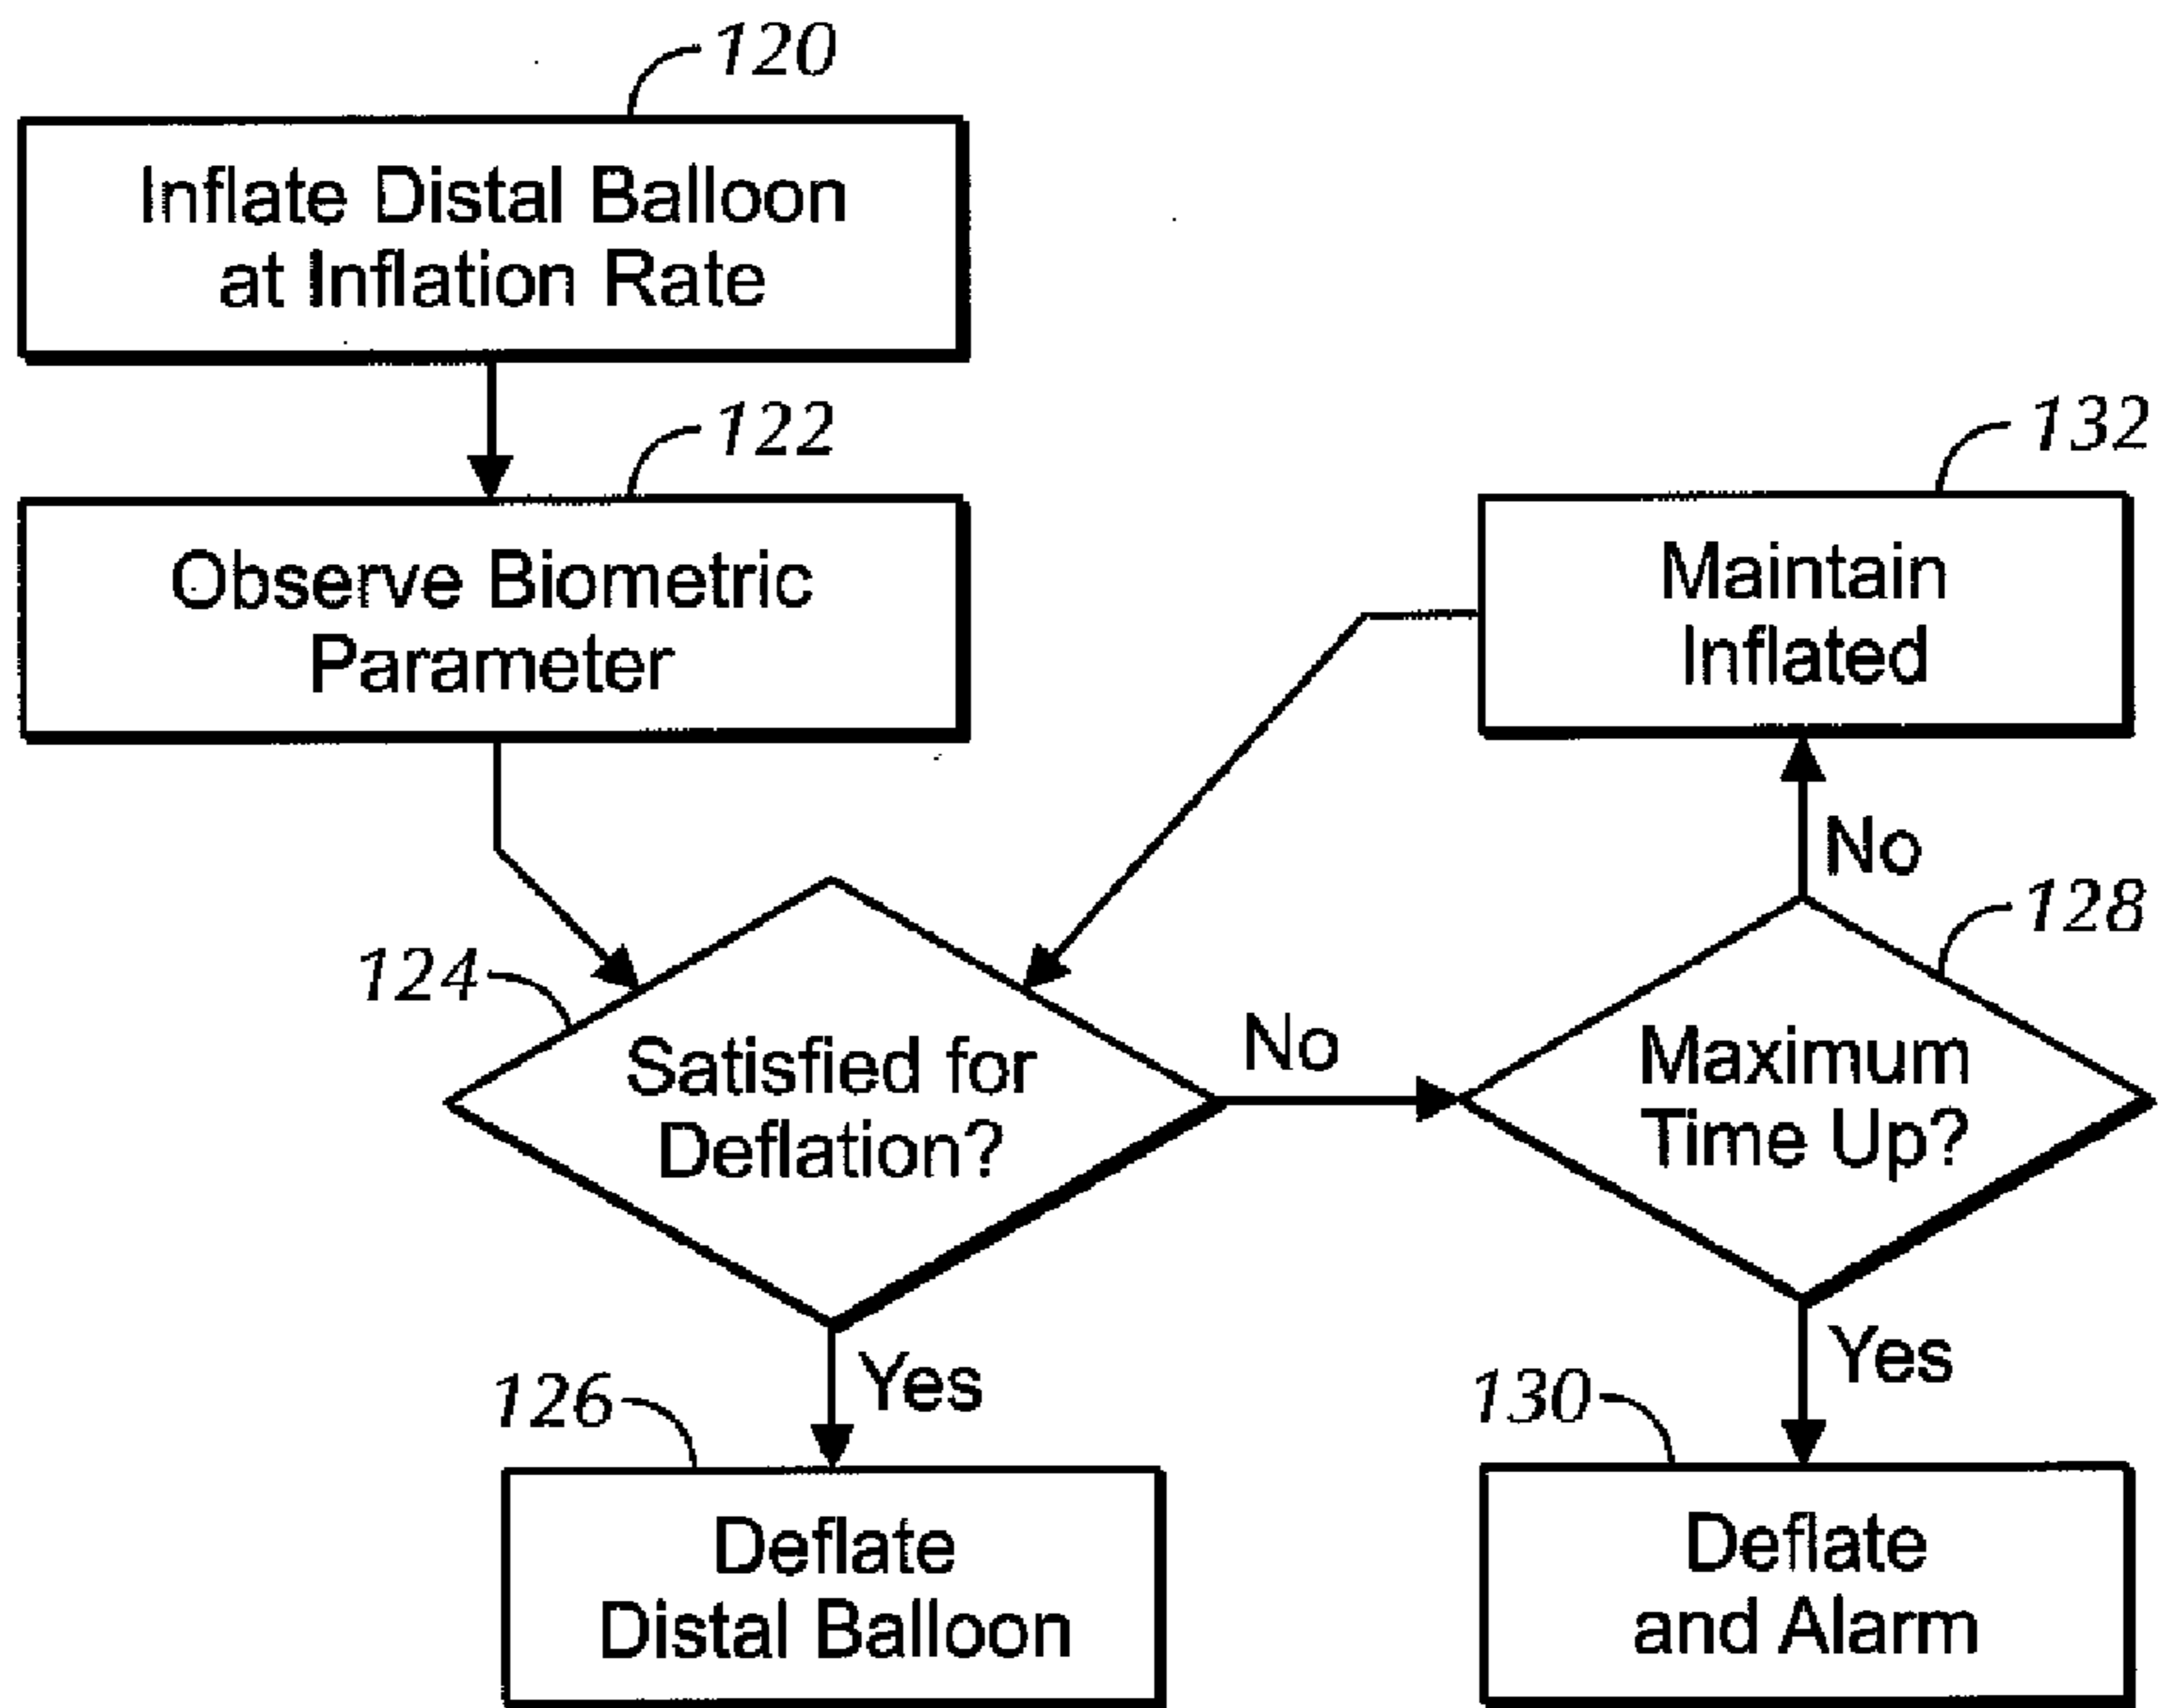 120
Inflate Distal Balloon
at Inflation Rate
122
Observe Biometric
Parameter
132
Maintain
Inflated
No
128
124
Satisfied for
Deflation?
No
Maximum
Time Up?
Yes
Yes
126
130
Deflate
Distal Balloon
Deflate
and Alarm